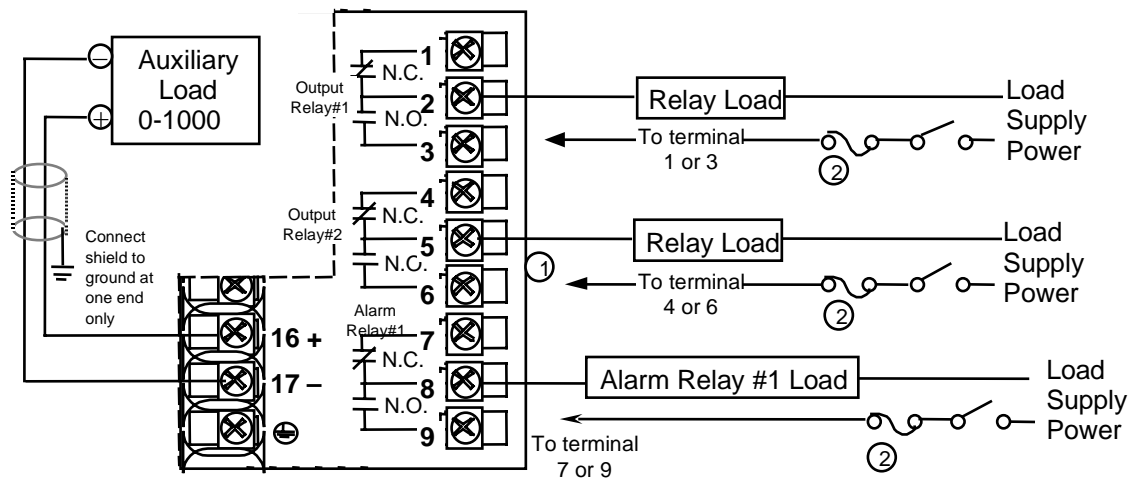 Auxiliary
Load
0-1000
–
+
Connect
shield to
ground at
one end
only
16 +
17 –
Output
Relay#1
N.C.
N.O.
1
2
3
Output
Relay#2
N.C.
N.O.
4
5
6
Alarm
Relay#1
N.C.
N.O.
7
8
9
1
Relay Load
Load
Supply
Power
To terminal
1 or 3
2
Relay Load
Load
Supply
Power
To terminal
4 or 6
2
Alarm Relay #1 Load
Load
Supply
Power
To terminal
7 or 9
2